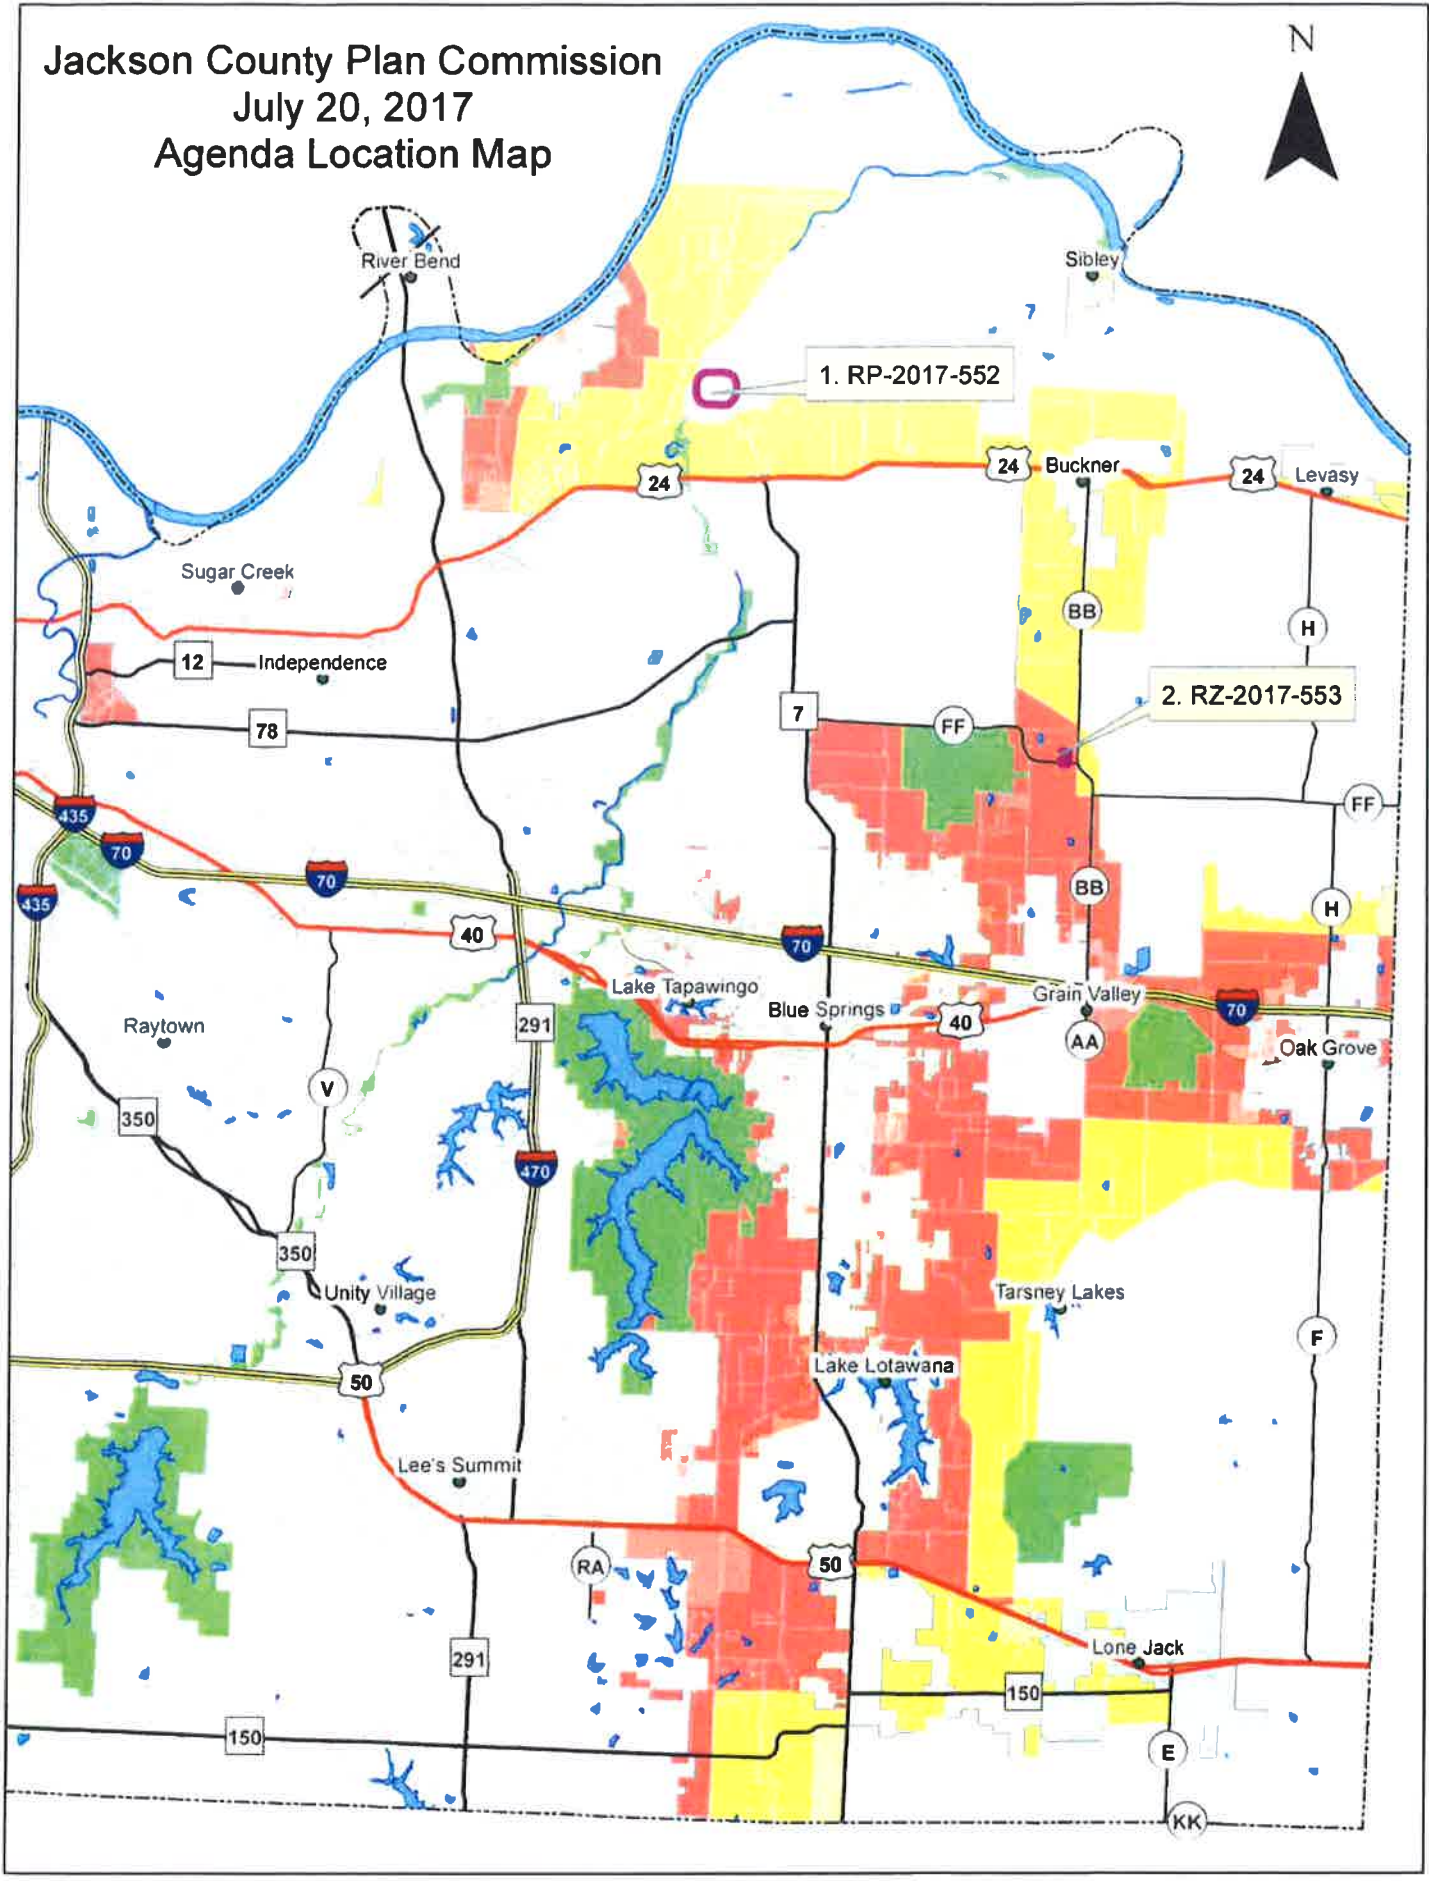 Jackson County Plan Commission
July 20, 2017
Agenda Location Map
N
River Bend
Sibley
1. RP-2017-552
24
24
Buckner
24
Levasy
Sugar Creek
BB
H
12
Independence
2. RZ-2017-553
7
FF
78
FF
435
70
70
BB
435
H
40
70
Lake Tapawingo
Grain Valley
70
Blue Springs
40
291
Raytown
AA
Oak Grove
V
350
470
350
Unity Village
Tarsney Lakes
F
Lake Lotawana
50
Lee's Summit
50
RA
Lone Jack
291
150
150
E
KK